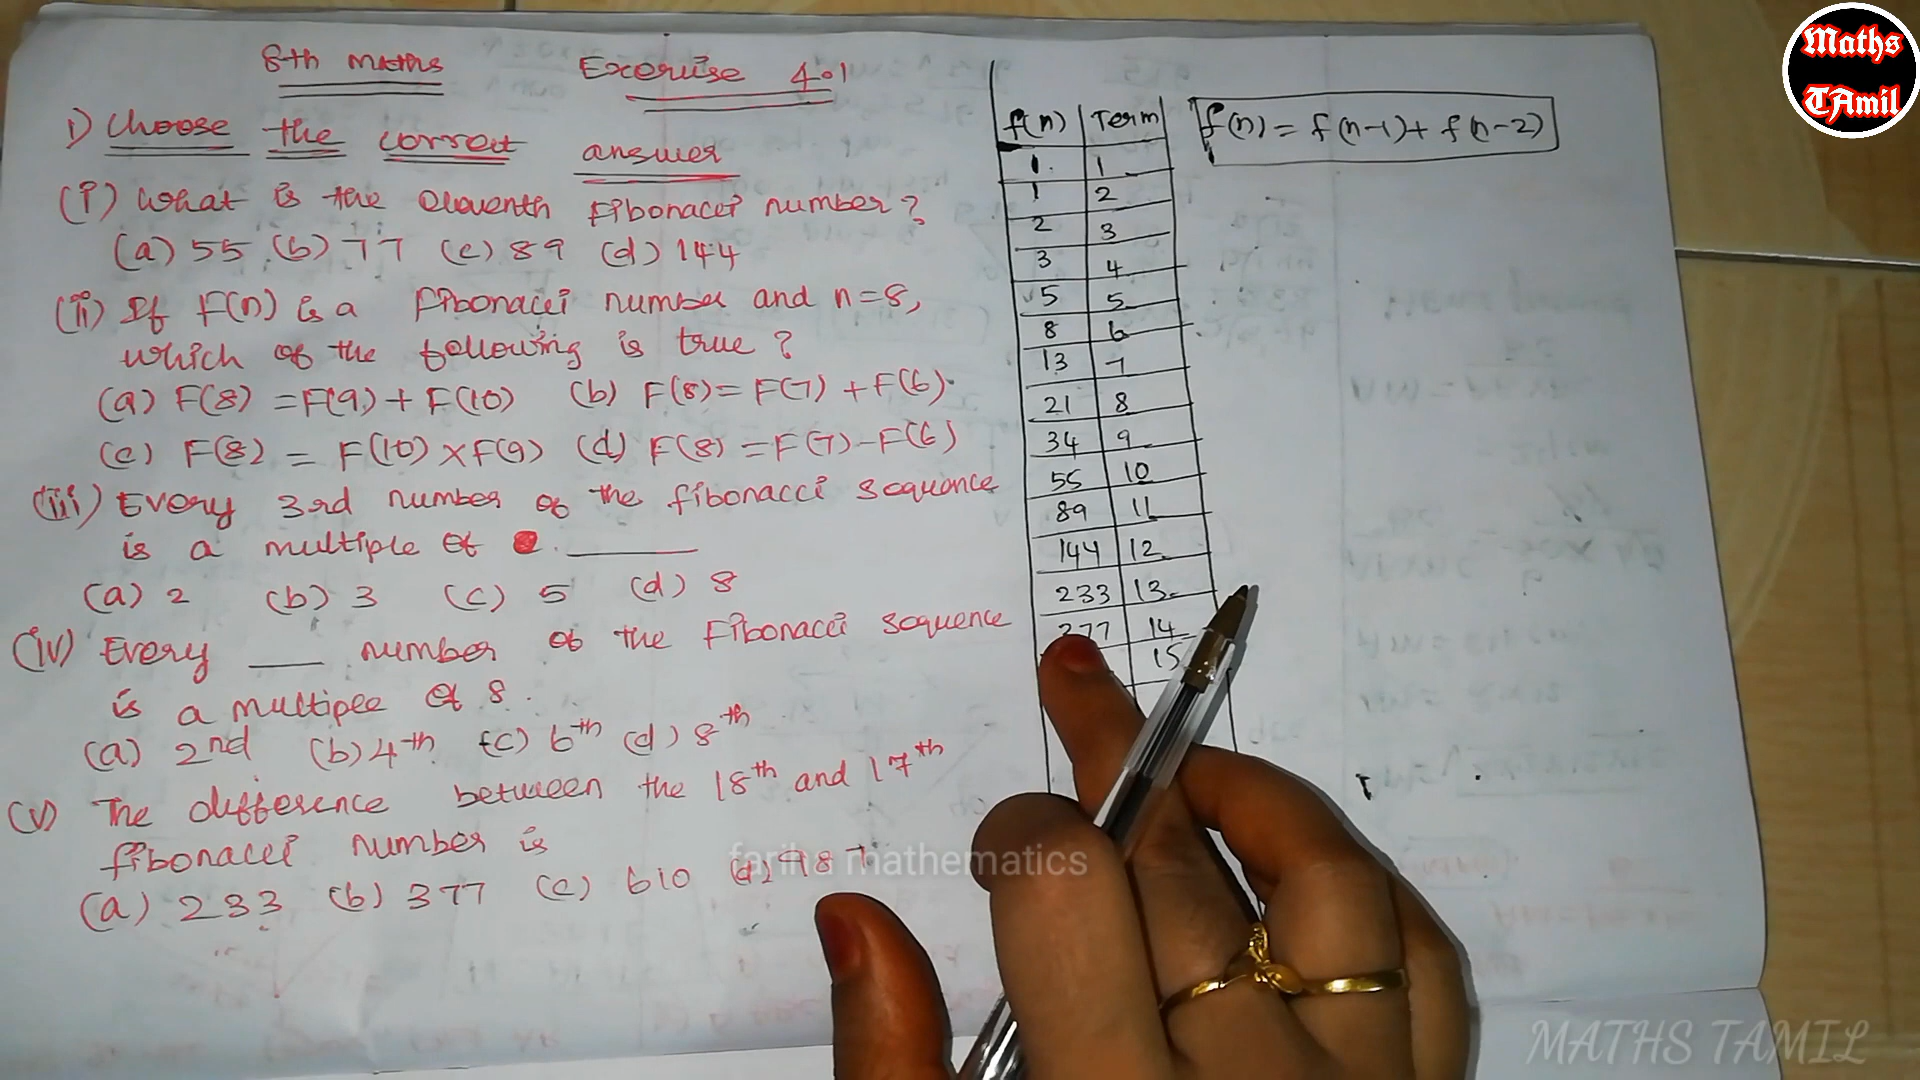 8th maths Exercise 4.1
1) Choose the correct answer
(i) What is the eleventh Fibonacci number?
(a) 55 (b) 77 (c) 89 (d) 144
(ii) If F(n) is a Fibonacci number and n=8,
which of the following is true?
(a) F(8) = F(9) + F(10) (b) F(8) = F(7) + F(6)
(c) F(8) = F(10) × F(9) (d) F(8) = F(7) - F(6)
(iii) Every 3rd number of the fibonacci sequence
is a multiple of ______
(a) 2 (b) 3 (c) 5 (d) 8
(iv) Every ___ number of the Fibonacci sequence
is a multiple of 8.
(a) 2nd (b) 4th (c) 6th (d) 8th
(v) The difference between the 18th and 17th
fibonacci number is
(a) 233 (b) 377 (c) 610 (d) 987
f(n) Term
1 1
1 2
2 3
3 4
5 5
8 6
13 7
21 8
34 9
55 10
89 11
144 12
233 13
377 14
15
f(n) = f(n-1) + f(n-2)
Maths
TAmil
fariha mathematics
MATHS TAMIL